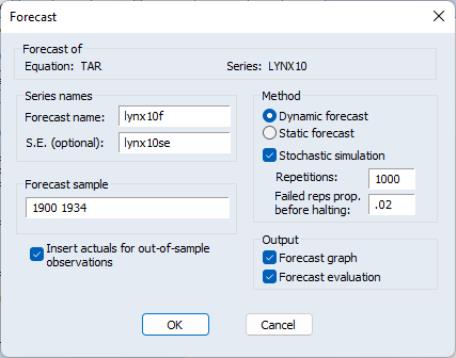 Forecast
Forecast of
Equation: TAR Series: LYNX10
Series names
Forecast name: lynx10f
S.E. (optional): lynx10se
Forecast sample
1900 1934
Insert actuals for out-of-sample
observations
Method
Dynamic forecast
Static forecast
Stochastic simulation
Repetitions: 1000
Failed reps prop.
before halting: .02
Output
Forecast graph
Forecast evaluation
OK Cancel